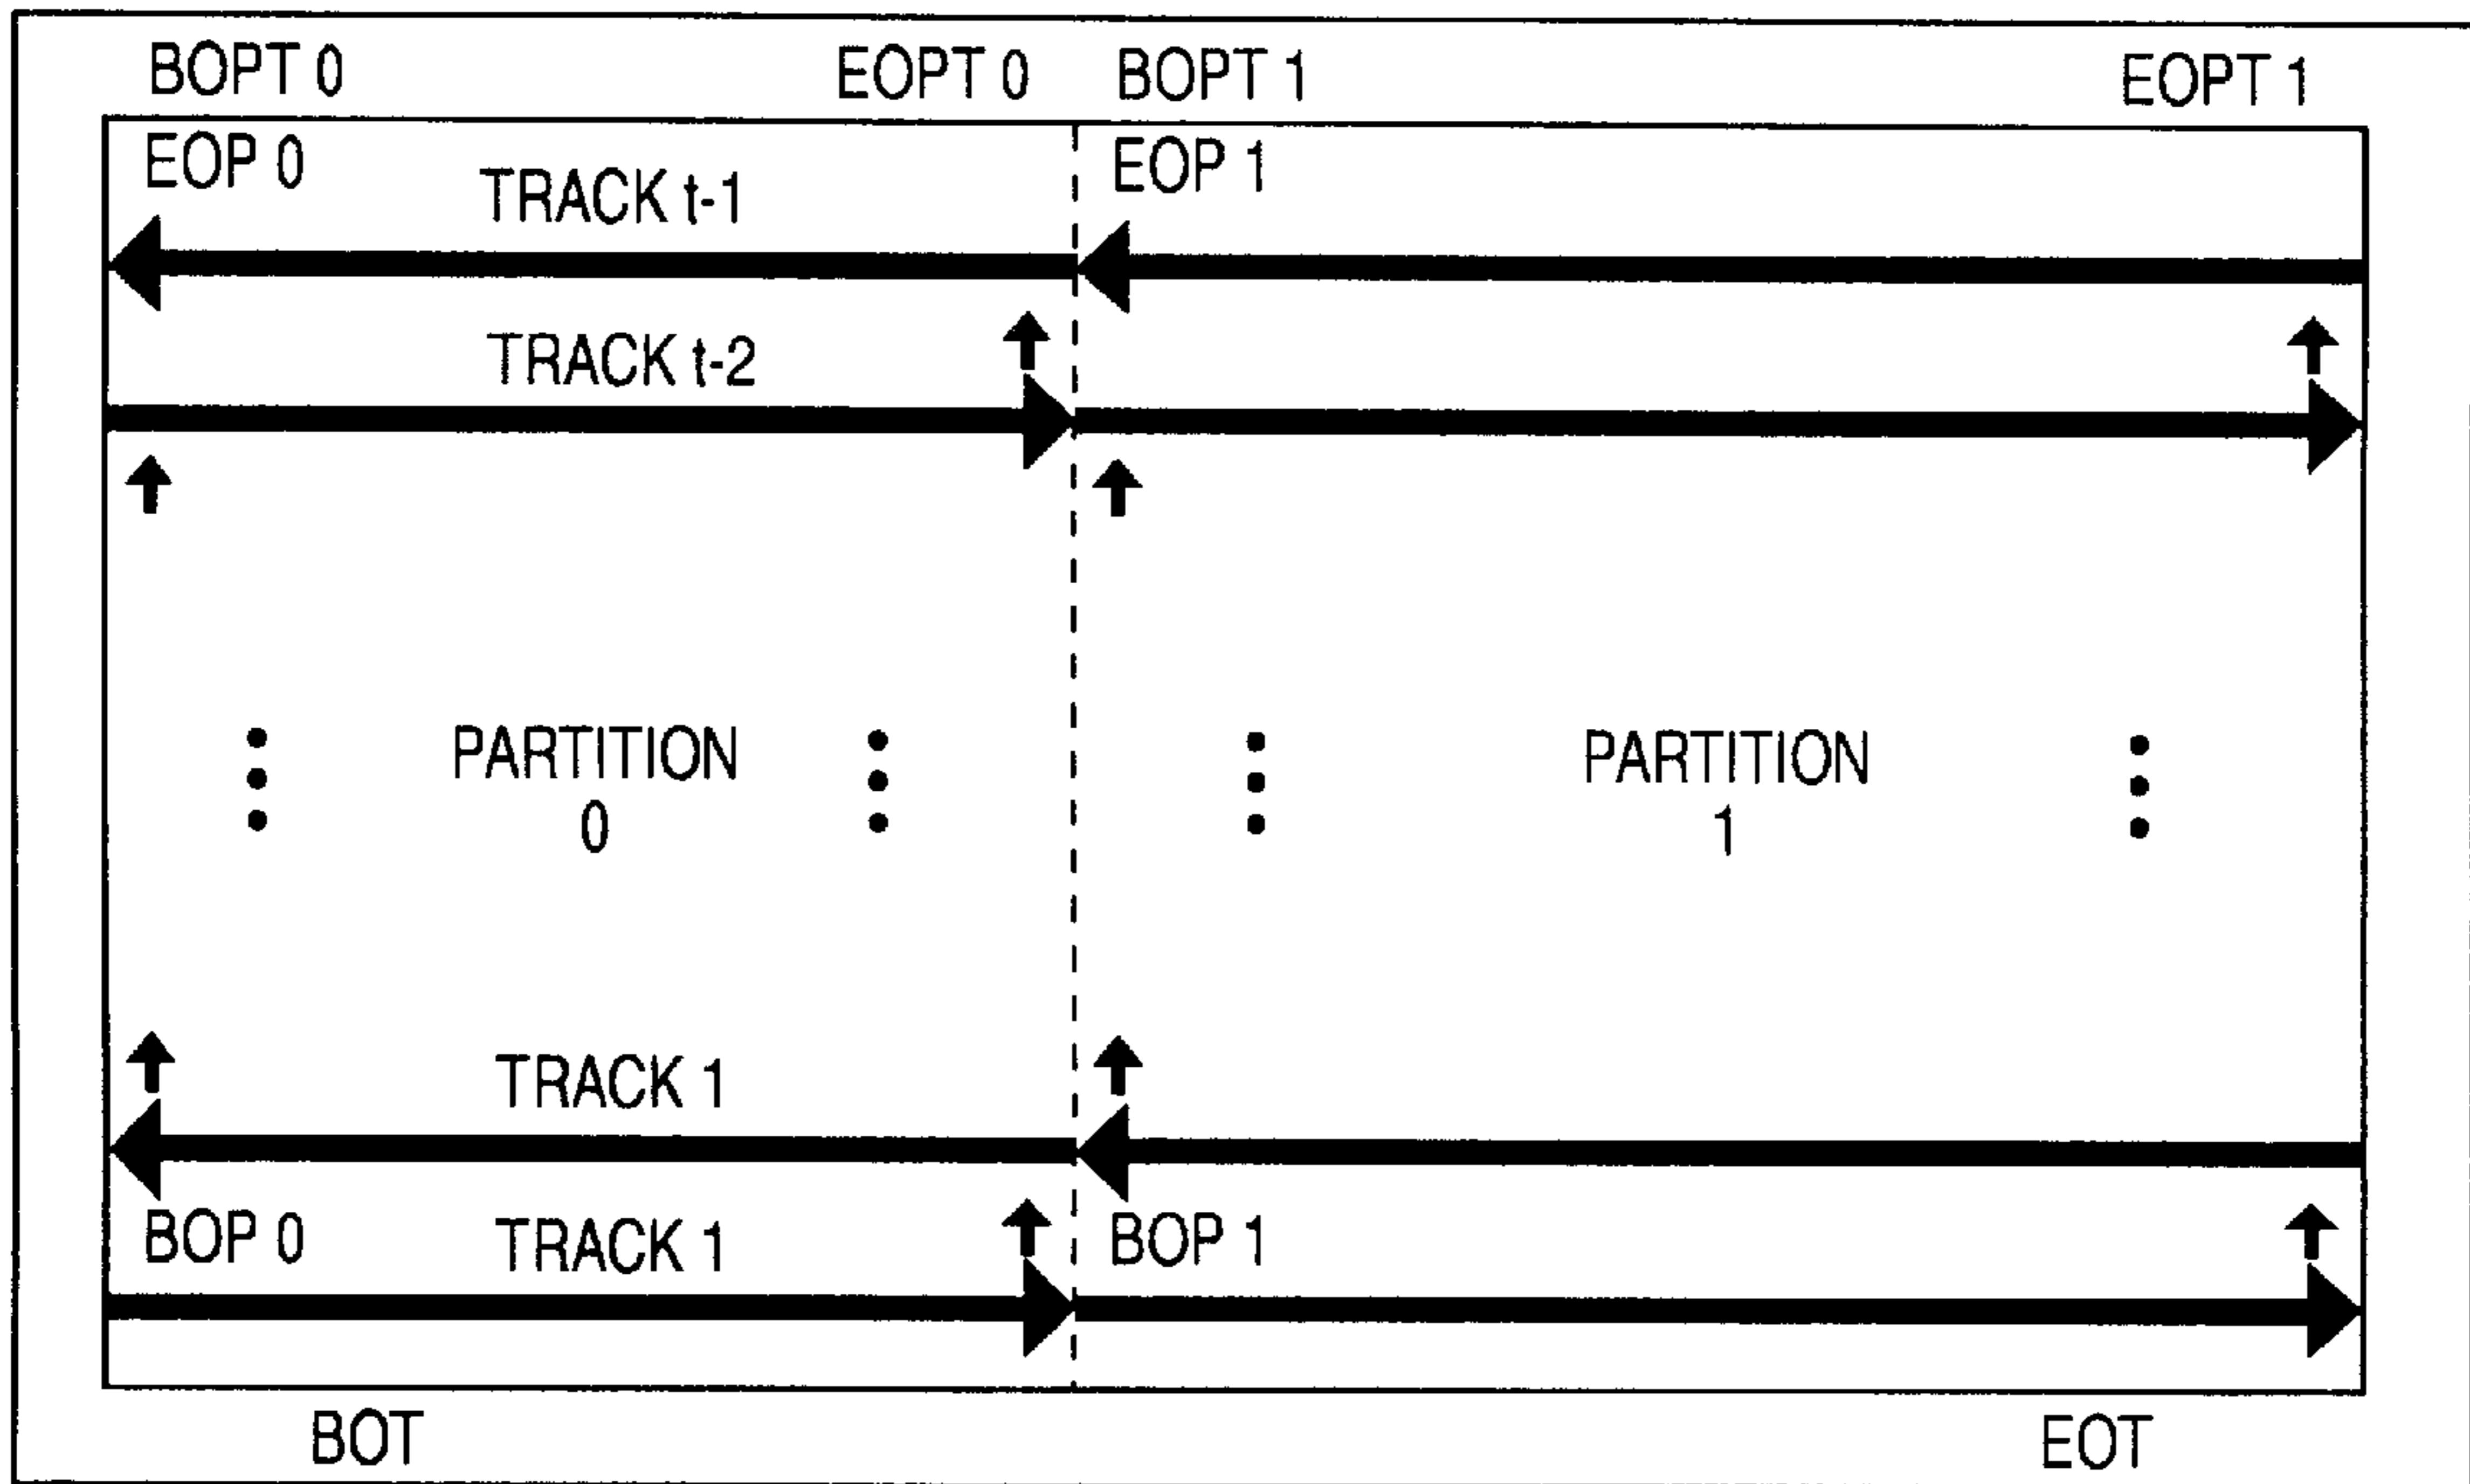 BOPT 0 EOPT 0 BOPT 1 EOPT 1
EOP 0 EOP 1
TRACK t-1
TRACK t-2
PARTITION 0
PARTITION 1
TRACK 1
BOP 0 TRACK 1 BOP 1
BOT EOT